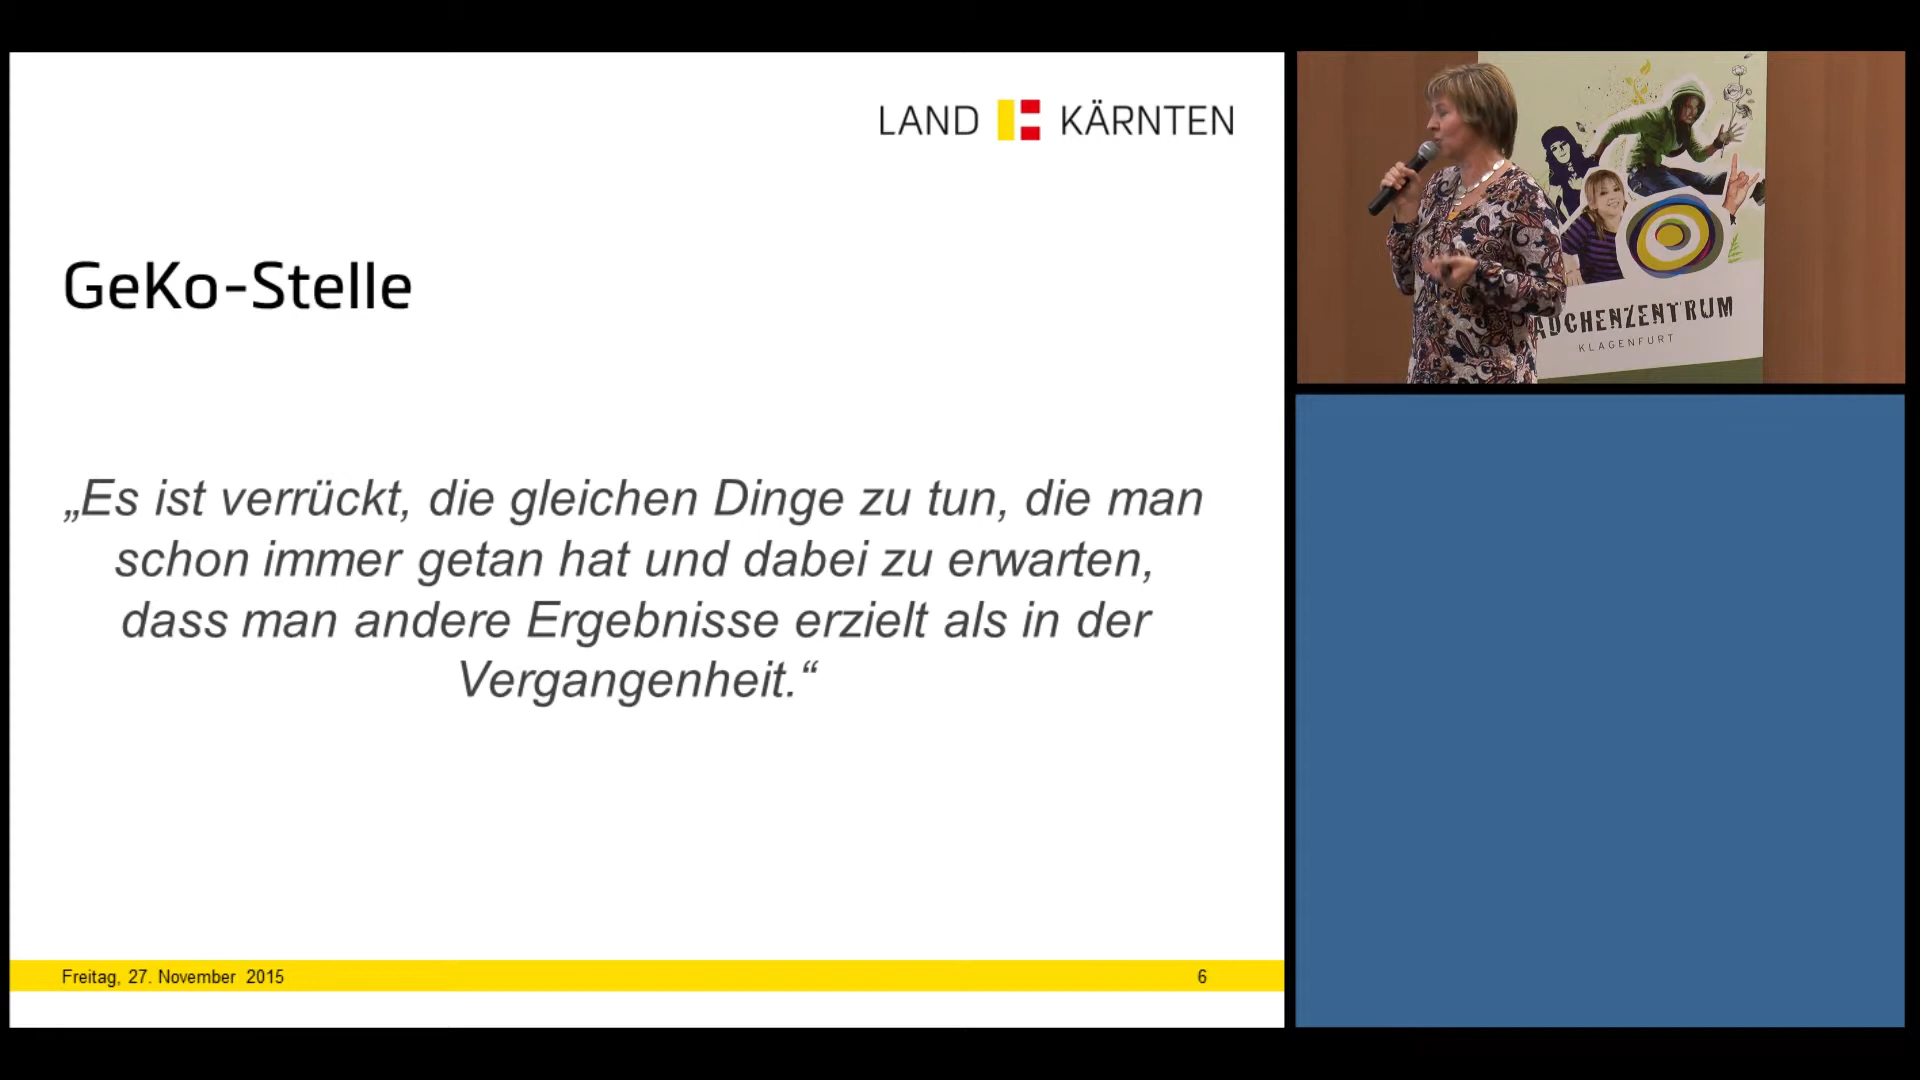 LAND KÄRNTEN
GeKo-Stelle
„Es ist verrückt, die gleichen Dinge zu tun, die man
schon immer getan hat und dabei zu erwarten,
dass man andere Ergebnisse erzielt als in der
Vergangenheit.“
Freitag, 27. November 2015
6
ADCHENZENTRUM
KLAGENFURT